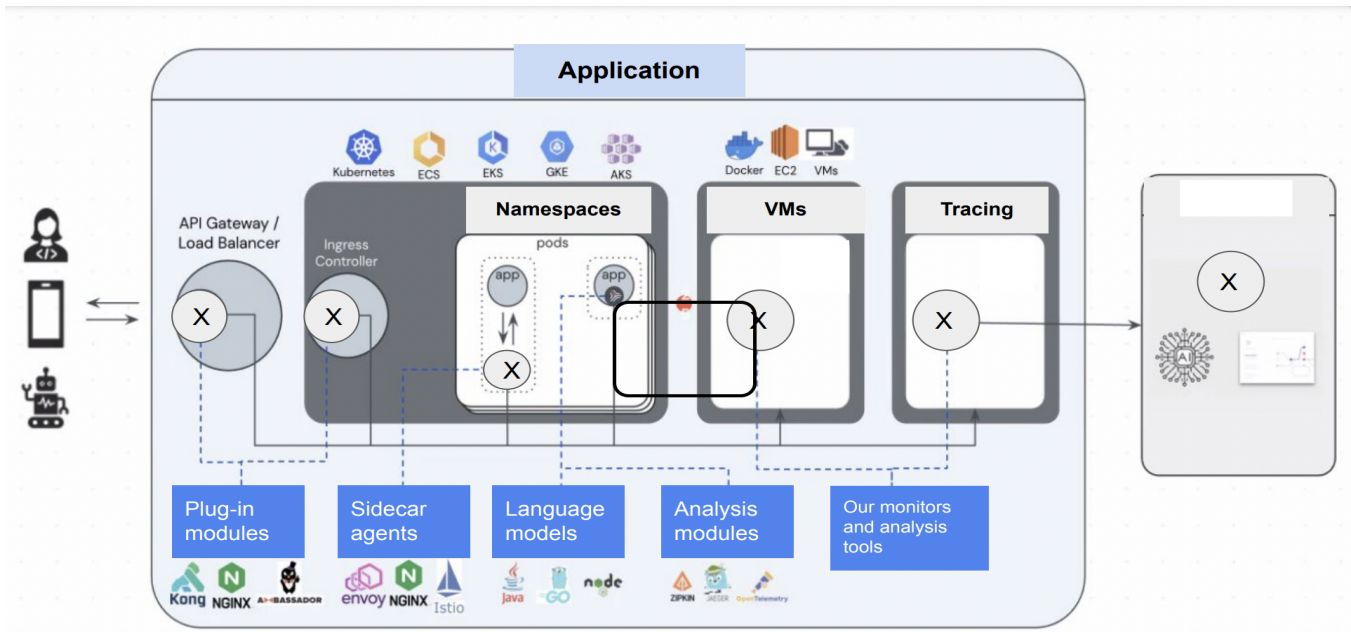 Application
Kubernetes
ECS
EKS
GKE
AKS
Docker
EC2
VMs
API Gateway /
Load Balancer
Ingress
Controller
Namespaces
pods
app
app
VMs
Tracing
X
X
X
X
X
X
</>
AI
Plug-in
modules
Sidecar
agents
Language
models
Analysis
modules
Our monitors
and analysis
tools
Kong
N
NGINX
AMBASSADOR
envoy
N
NGINX
Istio
Java
GO
node
ZIPKIN
JAEGER
OpenTelemetry